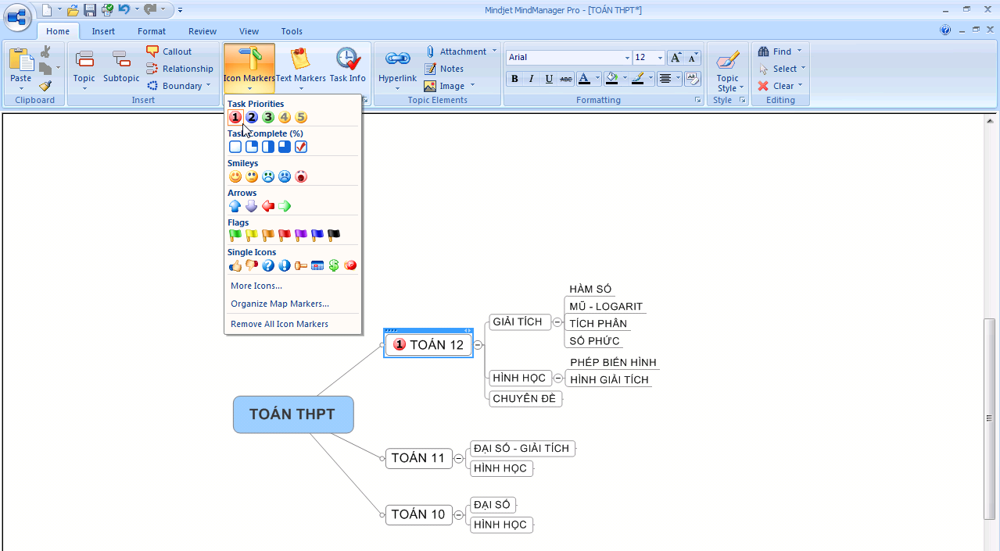 Mindjet MindManager Pro - [TOÁN THPT*]
Home Insert Format Review View Tools
Paste
Clipboard
Topic Subtopic
Callout
Relationship
Boundary
Insert
Icon Markers Text Markers Task Info
Hyperlink
Attachment
Notes
Image
Topic Elements
Arial 12
B I U ABC A
Formatting
Topic
Style
Style
Find
Select
Clear
Editing
Task Priorities
1 2 3 4 5
Task Complete (%)
Smileys
Arrows
Flags
Single Icons
More Icons...
Organize Map Markers...
Remove All Icon Markers
TOÁN THPT
1 TOÁN 12
GIẢI TÍCH
HÀM SỐ
MŨ - LOGARIT
TÍCH PHÂN
SỐ PHỨC
HÌNH HỌC
PHÉP BIẾN HÌNH
HÌNH GIẢI TÍCH
CHUYÊN ĐỀ
TOÁN 11
ĐẠI SỐ - GIẢI TÍCH
HÌNH HỌC
TOÁN 10
ĐẠI SỐ
HÌNH HỌC